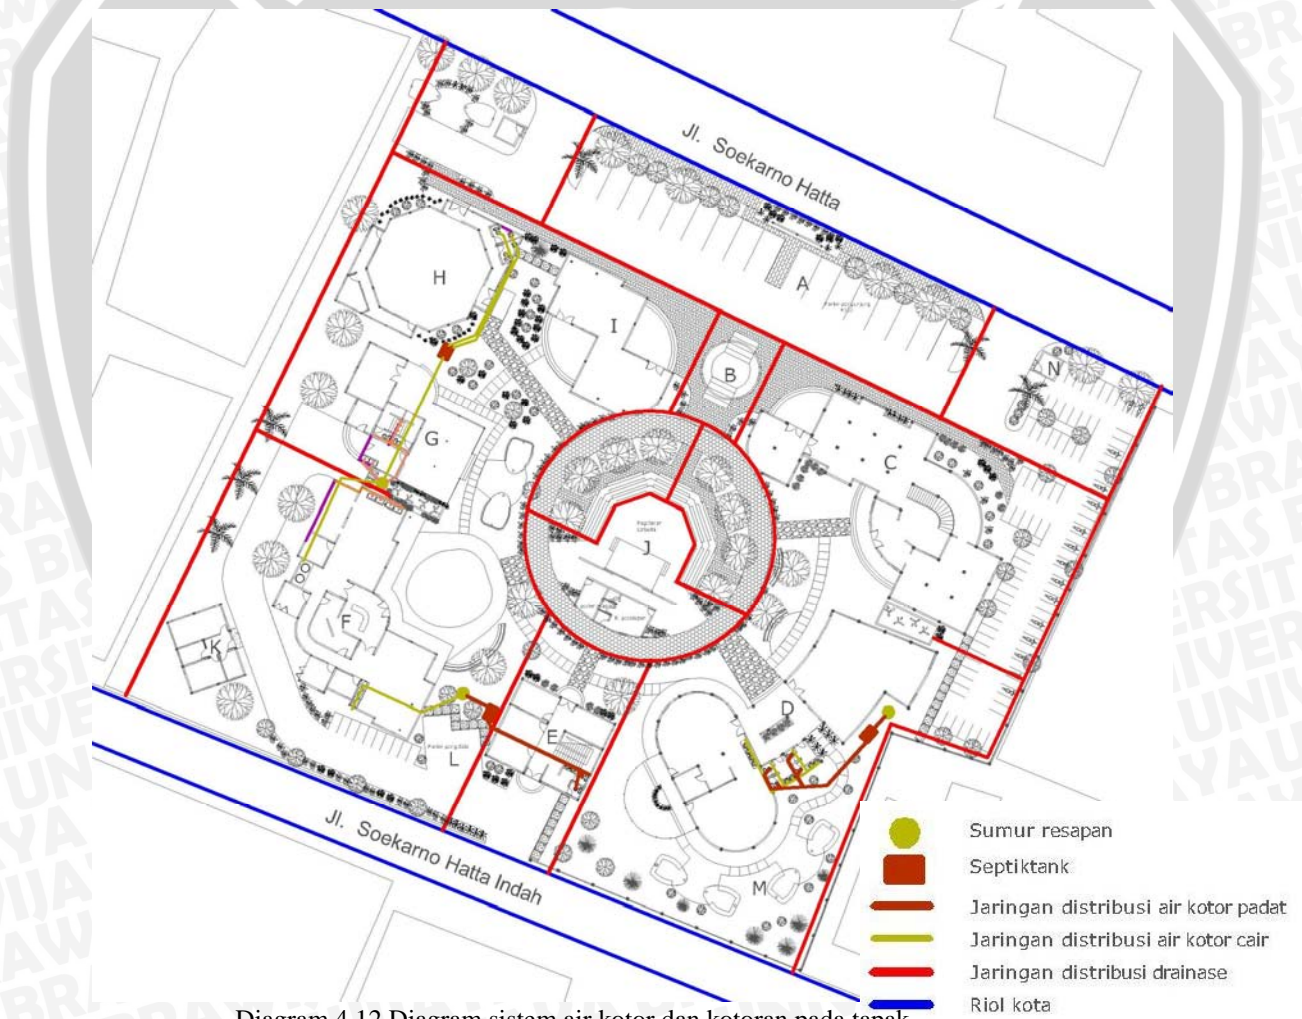 Jl. Soekarno Hatta
A
H
I
B
N
G
C
J
F
K
D
E
L
M
Jl. Soekarno Hatta Indah
Sumur resapan
Septiktank
Jaringan distribusi air kotor padat
Jaringan distribusi air kotor cair
Jaringan distribusi drainase
Riol kota
Diagram 4.12 Diagram sistem air kotor dan kotoran pada tapak